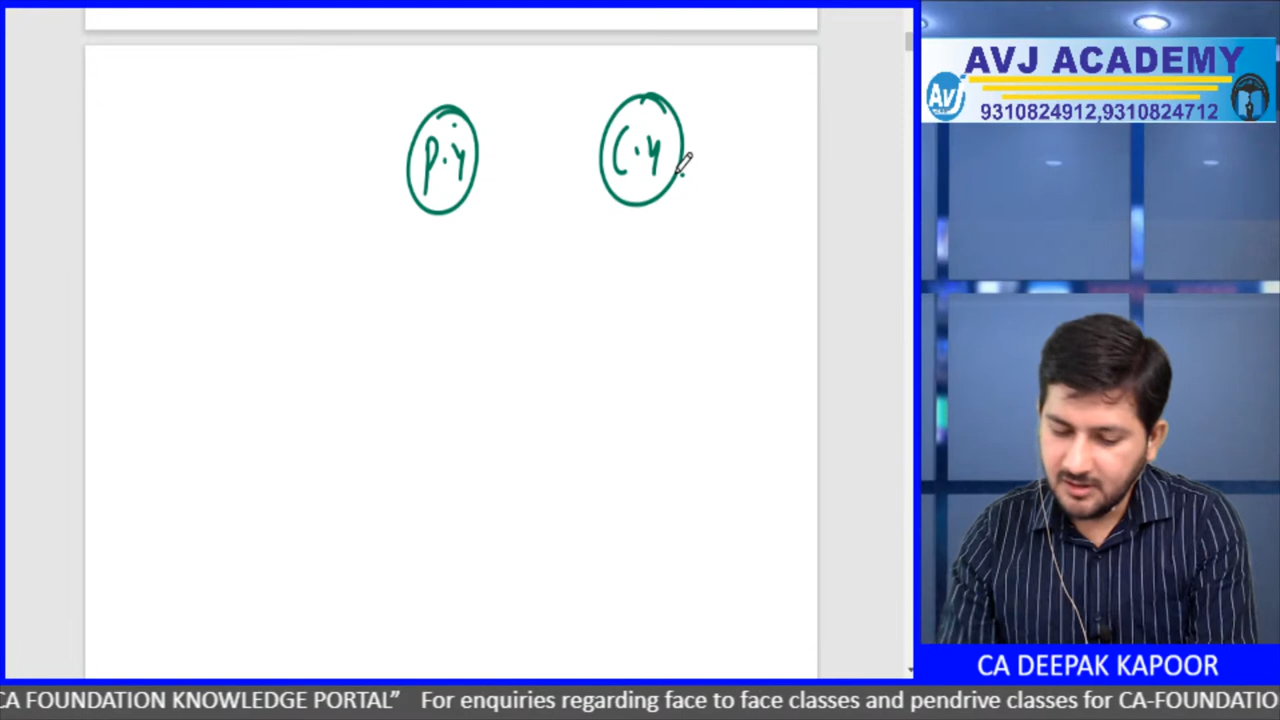 P.Y
C.Y
AVJ ACADEMY
AV
9310824912,9310824712
CA DEEPAK KAPOOR
CA FOUNDATION KNOWLEDGE PORTAL” For enquiries regarding face to face classes and pendrive classes for CA-FOUNDATIO